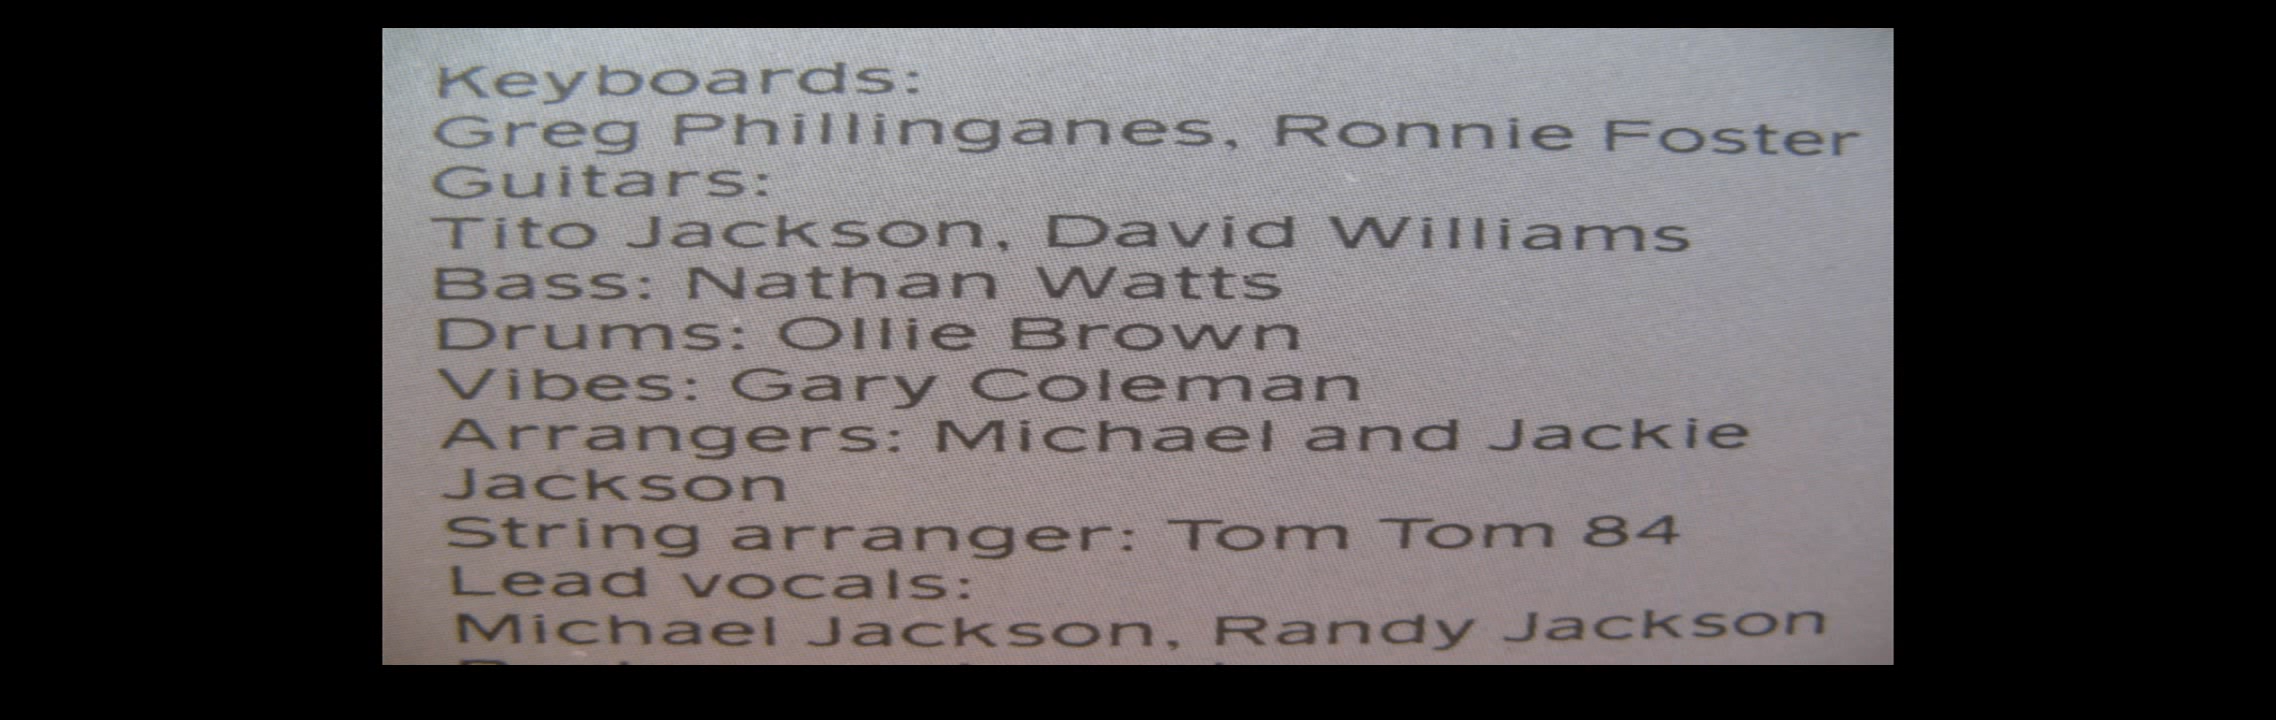 Keyboards:
Greg Phillinganes, Ronnie Foster
Guitars:
Tito Jackson, David Williams
Bass: Nathan Watts
Drums: Ollie Brown
Vibes: Gary Coleman
Arrangers: Michael and Jackie
Jackson
String arranger: Tom Tom 84
Lead vocals:
Michael Jackson, Randy Jackson